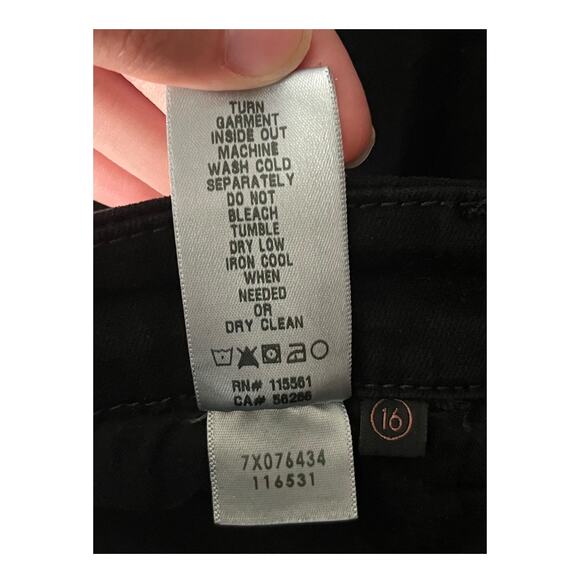 TURN
GARMENT
INSIDE OUT
MACHINE
WASH COLD
SEPARATELY
DO NOT
BLEACH
TUMBLE
DRY LOW
IRON COOL
WHEN
NEEDED
OR
DRY CLEAN
RN# 115561
CA# 56266
16
7X076434
116531